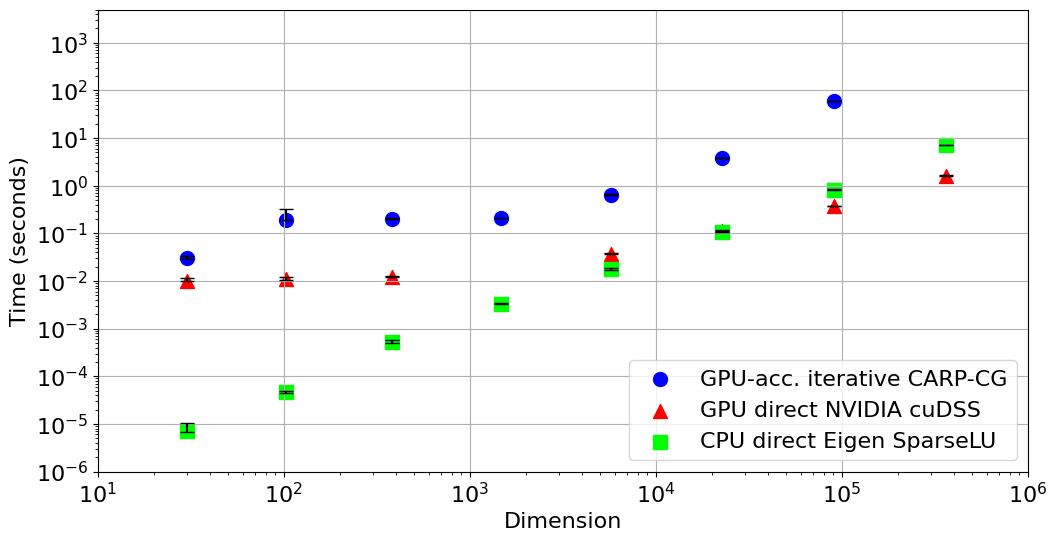 10³
10²
10¹
10⁰
10⁻¹
10⁻²
10⁻³
10⁻⁴
10⁻⁵
10⁻⁶
Time (seconds)
GPU-acc. iterative CARP-CG
GPU direct NVIDIA cuDSS
CPU direct Eigen SparseLU
10¹ 10² 10³ 10⁴ 10⁵ 10⁶
Dimension